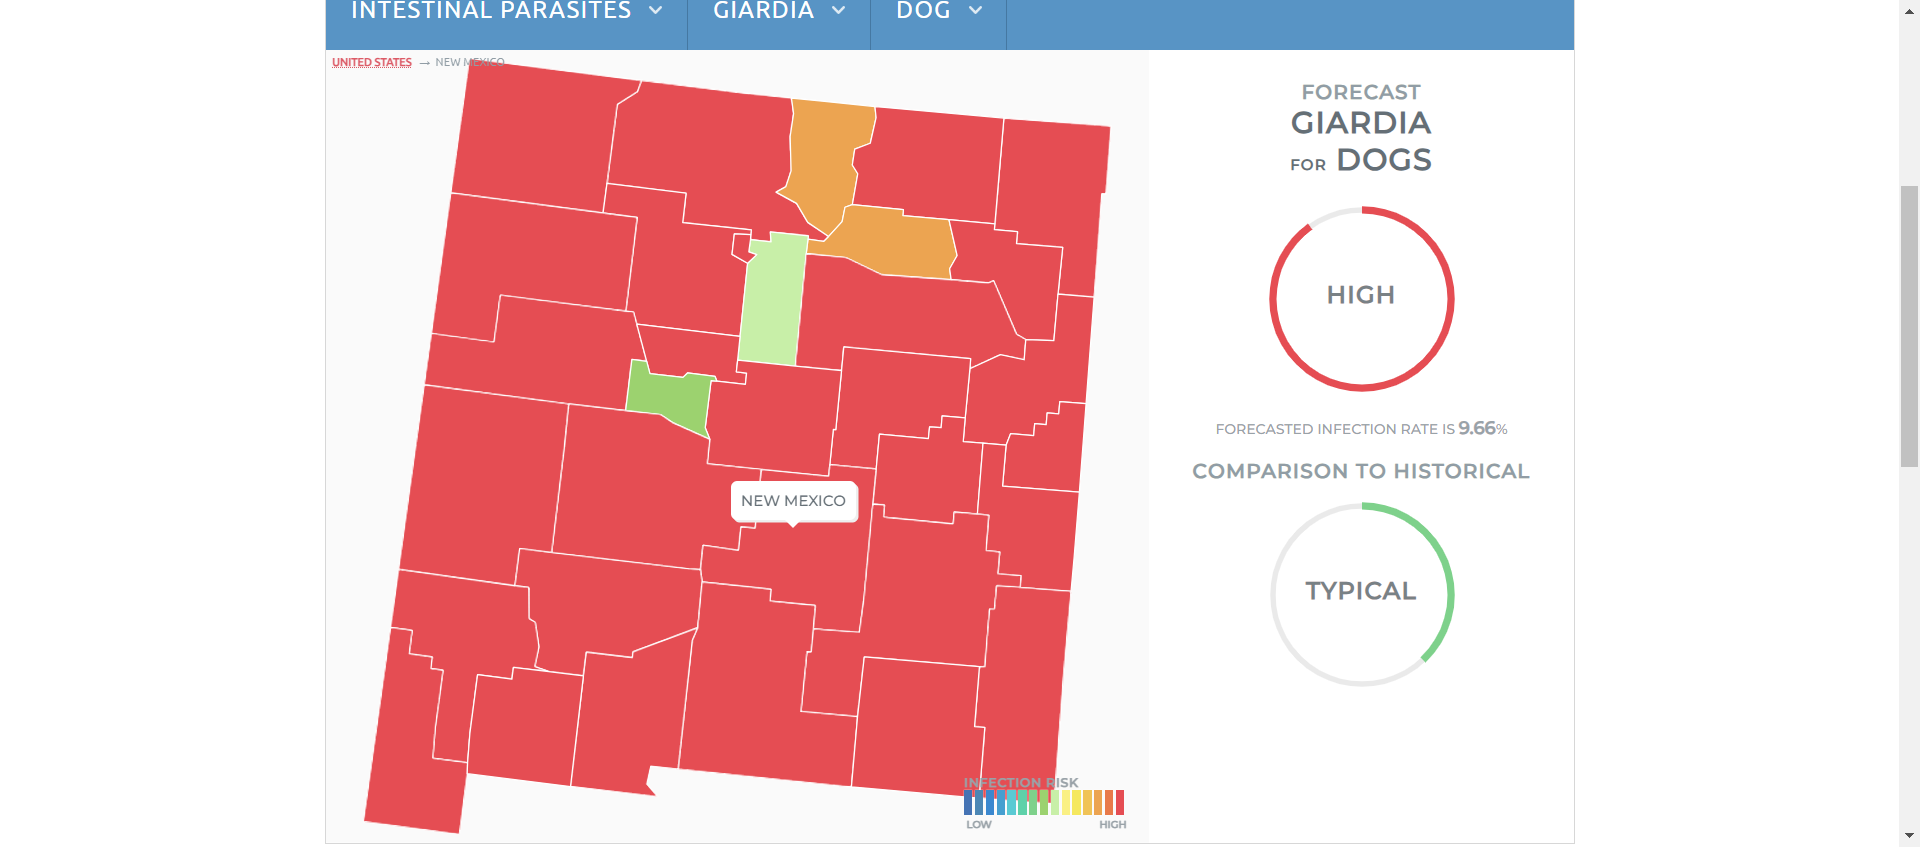 INTESTINAL PARASITES GIARDIA DOG
UNITED STATES → NEW MEXICO
FORECAST
GIARDIA
FOR DOGS
HIGH
FORECASTED INFECTION RATE IS 9.66%
COMPARISON TO HISTORICAL
NEW MEXICO
TYPICAL
INFECTION RISK
LOW HIGH